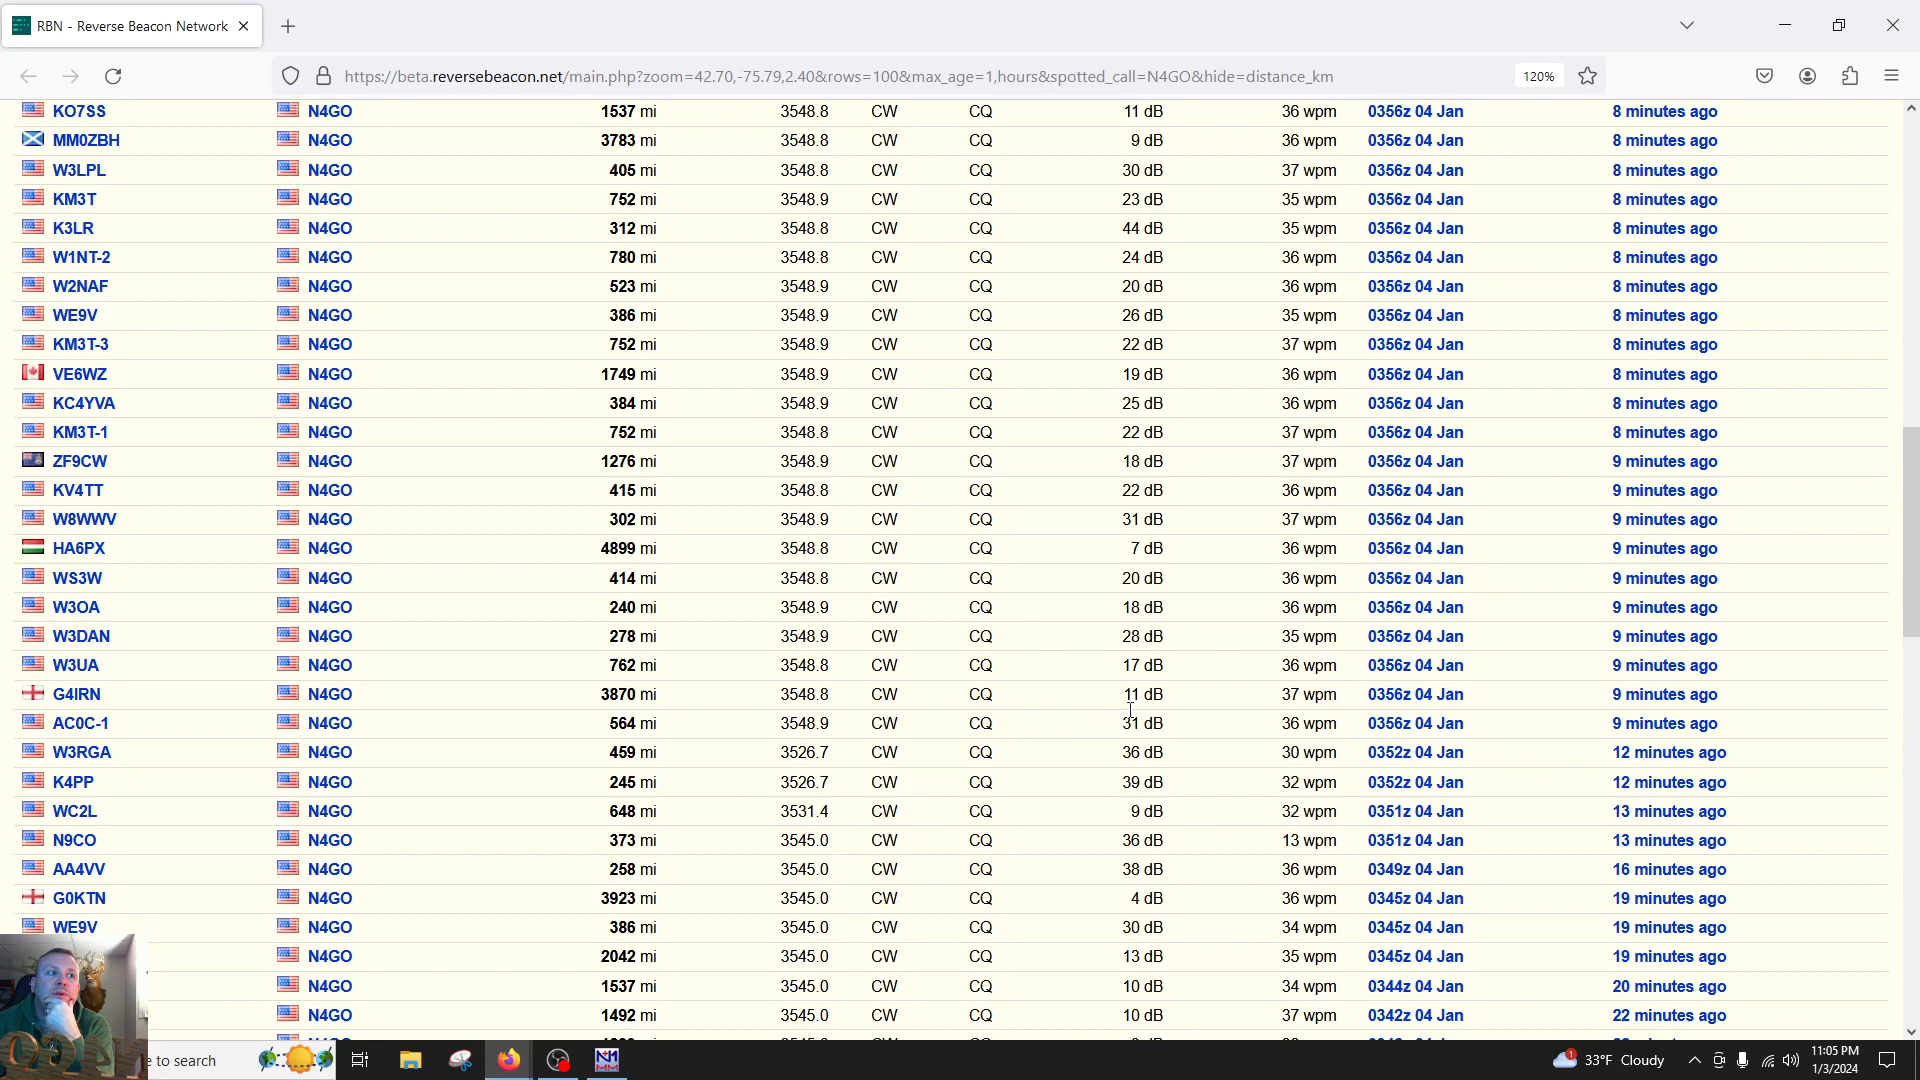 RBN - Reverse Beacon Network
https://beta.reversebeacon.net/main.php?zoom=42.70,-75.79,2.40&rows=100&max_age=1,hours&spotted_call=N4GO&hide=distance_km 120%
KO7SS N4GO 1537 mi 3548.8 CW CQ 11 dB 36 wpm 0356z 04 Jan 8 minutes ago
MM0ZBH N4GO 3783 mi 3548.8 CW CQ 9 dB 36 wpm 0356z 04 Jan 8 minutes ago
W3LPL N4GO 405 mi 3548.8 CW CQ 30 dB 37 wpm 0356z 04 Jan 8 minutes ago
KM3T N4GO 752 mi 3548.9 CW CQ 23 dB 35 wpm 0356z 04 Jan 8 minutes ago
K3LR N4GO 312 mi 3548.8 CW CQ 44 dB 35 wpm 0356z 04 Jan 8 minutes ago
W1NT-2 N4GO 780 mi 3548.8 CW CQ 24 dB 36 wpm 0356z 04 Jan 8 minutes ago
W2NAF N4GO 523 mi 3548.9 CW CQ 20 dB 36 wpm 0356z 04 Jan 8 minutes ago
WE9V N4GO 386 mi 3548.9 CW CQ 26 dB 35 wpm 0356z 04 Jan 8 minutes ago
KM3T-3 N4GO 752 mi 3548.9 CW CQ 22 dB 37 wpm 0356z 04 Jan 8 minutes ago
VE6WZ N4GO 1749 mi 3548.9 CW CQ 19 dB 36 wpm 0356z 04 Jan 8 minutes ago
KC4YVA N4GO 384 mi 3548.9 CW CQ 25 dB 36 wpm 0356z 04 Jan 8 minutes ago
KM3T-1 N4GO 752 mi 3548.8 CW CQ 22 dB 37 wpm 0356z 04 Jan 8 minutes ago
ZF9CW N4GO 1276 mi 3548.9 CW CQ 18 dB 37 wpm 0356z 04 Jan 9 minutes ago
KV4TT N4GO 415 mi 3548.8 CW CQ 22 dB 36 wpm 0356z 04 Jan 9 minutes ago
W8WWV N4GO 302 mi 3548.9 CW CQ 31 dB 37 wpm 0356z 04 Jan 9 minutes ago
HA6PX N4GO 4899 mi 3548.8 CW CQ 7 dB 36 wpm 0356z 04 Jan 9 minutes ago
WS3W N4GO 414 mi 3548.8 CW CQ 20 dB 36 wpm 0356z 04 Jan 9 minutes ago
W3OA N4GO 240 mi 3548.9 CW CQ 18 dB 36 wpm 0356z 04 Jan 9 minutes ago
W3DAN N4GO 278 mi 3548.9 CW CQ 28 dB 35 wpm 0356z 04 Jan 9 minutes ago
W3UA N4GO 762 mi 3548.8 CW CQ 17 dB 36 wpm 0356z 04 Jan 9 minutes ago
G4IRN N4GO 3870 mi 3548.8 CW CQ 11 dB 37 wpm 0356z 04 Jan 9 minutes ago
AC0C-1 N4GO 564 mi 3548.9 CW CQ 31 dB 36 wpm 0356z 04 Jan 9 minutes ago
W3RGA N4GO 459 mi 3526.7 CW CQ 36 dB 30 wpm 0352z 04 Jan 12 minutes ago
K4PP N4GO 245 mi 3526.7 CW CQ 39 dB 32 wpm 0352z 04 Jan 12 minutes ago
WC2L N4GO 648 mi 3531.4 CW CQ 9 dB 32 wpm 0351z 04 Jan 13 minutes ago
N9CO N4GO 373 mi 3545.0 CW CQ 36 dB 13 wpm 0351z 04 Jan 13 minutes ago
AA4VV N4GO 258 mi 3545.0 CW CQ 38 dB 36 wpm 0349z 04 Jan 16 minutes ago
G0KTN N4GO 3923 mi 3545.0 CW CQ 4 dB 36 wpm 0345z 04 Jan 19 minutes ago
WE9V N4GO 386 mi 3545.0 CW CQ 30 dB 34 wpm 0345z 04 Jan 19 minutes ago
N4GO 2042 mi 3545.0 CW CQ 13 dB 35 wpm 0345z 04 Jan 19 minutes ago
N4GO 1537 mi 3545.0 CW CQ 10 dB 34 wpm 0344z 04 Jan 20 minutes ago
N4GO 1492 mi 3545.0 CW CQ 10 dB 37 wpm 0342z 04 Jan 22 minutes ago
e to search 33°F Cloudy 11:05 PM
1/3/2024